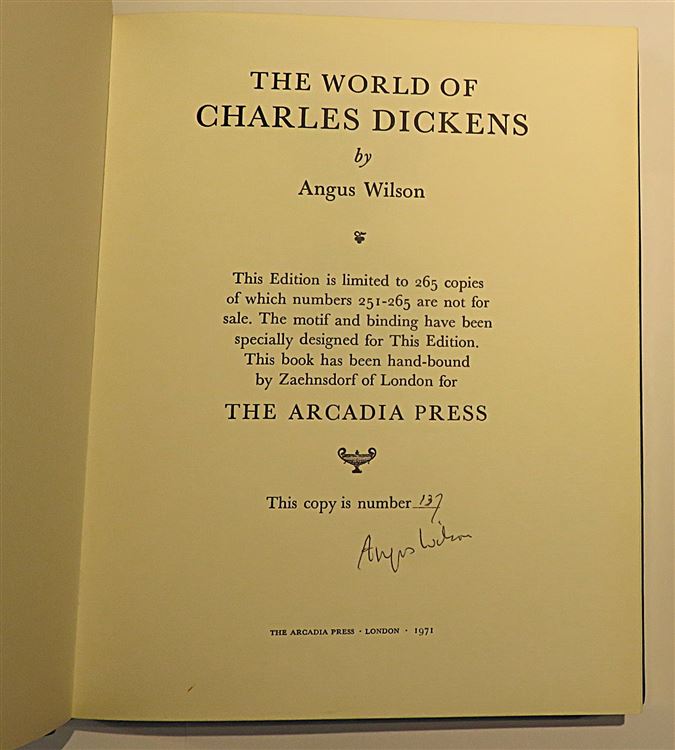 THE WORLD OF
CHARLES DICKENS
by
Angus Wilson
This Edition is limited to 265 copies
of which numbers 251-265 are not for
sale. The motif and binding have been
specially designed for This Edition.
This book has been hand-bound
by Zaehnsdorf of London for
THE ARCADIA PRESS
This copy is number 137
Angus Wilson
THE ARCADIA PRESS · LONDON · 1971